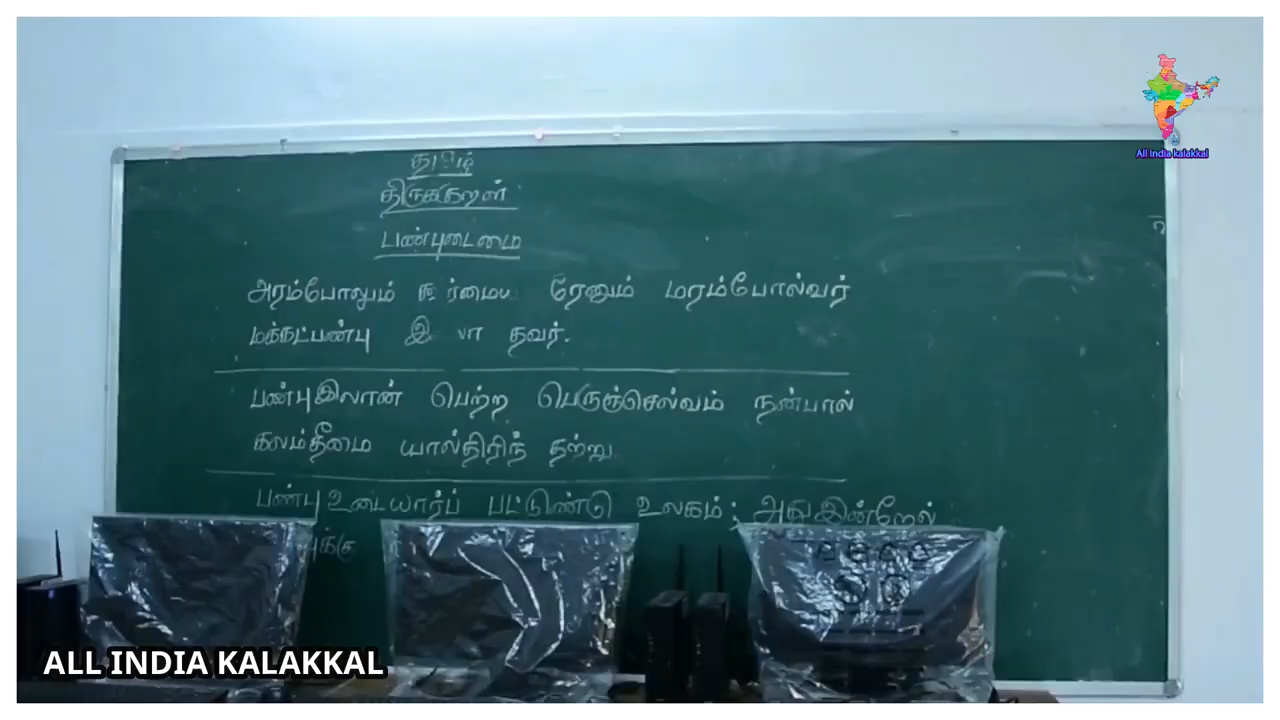 தமிழ்
திருக்குறள்
பண்புடைமை
அரம்போலும் ரேனும் மரம்போல்வர்
மக்கட்பண்பு தவர்.
பண்புஇலான் பெற்ற பெருஞ்செல்வம் நன்பால்
கலம்தீமை யால்திரிந் தற்று
பண்பு உடையார்ப் பட்டுண்டு உலகம்; அதுஇன்றேல்
All india kalakkal
ALL INDIA KALAKKAL